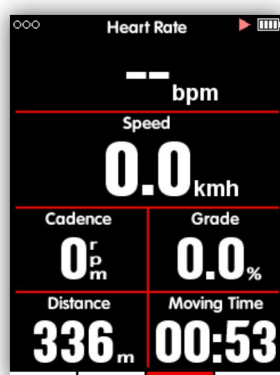 Heart Rate
-- bpm
Speed
0.0 kmh
Cadence Grade
0 rpm 0.0 %
Distance Moving Time
336 m 00:53